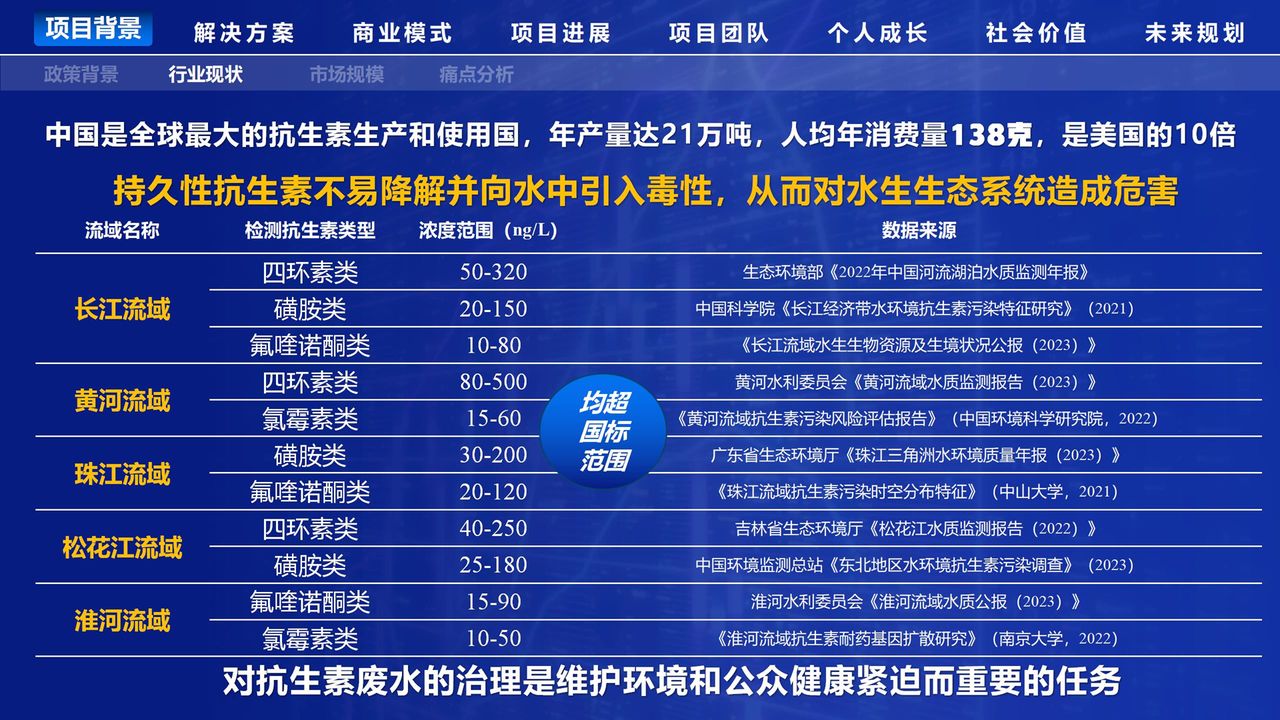 项目背景 解决方案 商业模式 项目进展 项目团队 个人成长 社会价值 未来规划
政策背景 行业现状 市场规模 痛点分析
中国是全球最大的抗生素生产和使用国，年产量达21万吨，人均年消费量138克，是美国的10倍
持久性抗生素不易降解并向水中引入毒性，从而对水生生态系统造成危害
流域名称 检测抗生素类型 浓度范围（ng/L） 数据来源
长江流域
四环素类 50-320 生态环境部《2022年中国河流湖泊水质监测年报》
磺胺类 20-150 中国科学院《长江经济带水环境抗生素污染特征研究》（2021）
氟喹诺酮类 10-80 《长江流域水生生物资源及生境状况公报（2023）》
黄河流域
四环素类 80-500 黄河水利委员会《黄河流域水质监测报告（2023）》
氯霉素类 15-60 《黄河流域抗生素污染风险评估报告》（中国环境科学研究院，2022）
珠江流域
磺胺类 30-200 广东省生态环境厅《珠江三角洲水环境质量年报（2023）》
氟喹诺酮类 20-120 《珠江流域抗生素污染时空分布特征》（中山大学，2021）
松花江流域
四环素类 40-250 吉林省生态环境厅《松花江水质监测报告（2022）》
磺胺类 25-180 中国环境监测总站《东北地区水环境抗生素污染调查》（2023）
淮河流域
氟喹诺酮类 15-90 淮河水利委员会《淮河流域水质公报（2023）》
氯霉素类 10-50 《淮河流域抗生素耐药基因扩散研究》（南京大学，2022）
均超
国标
范围
对抗生素废水的治理是维护环境和公众健康紧迫而重要的任务